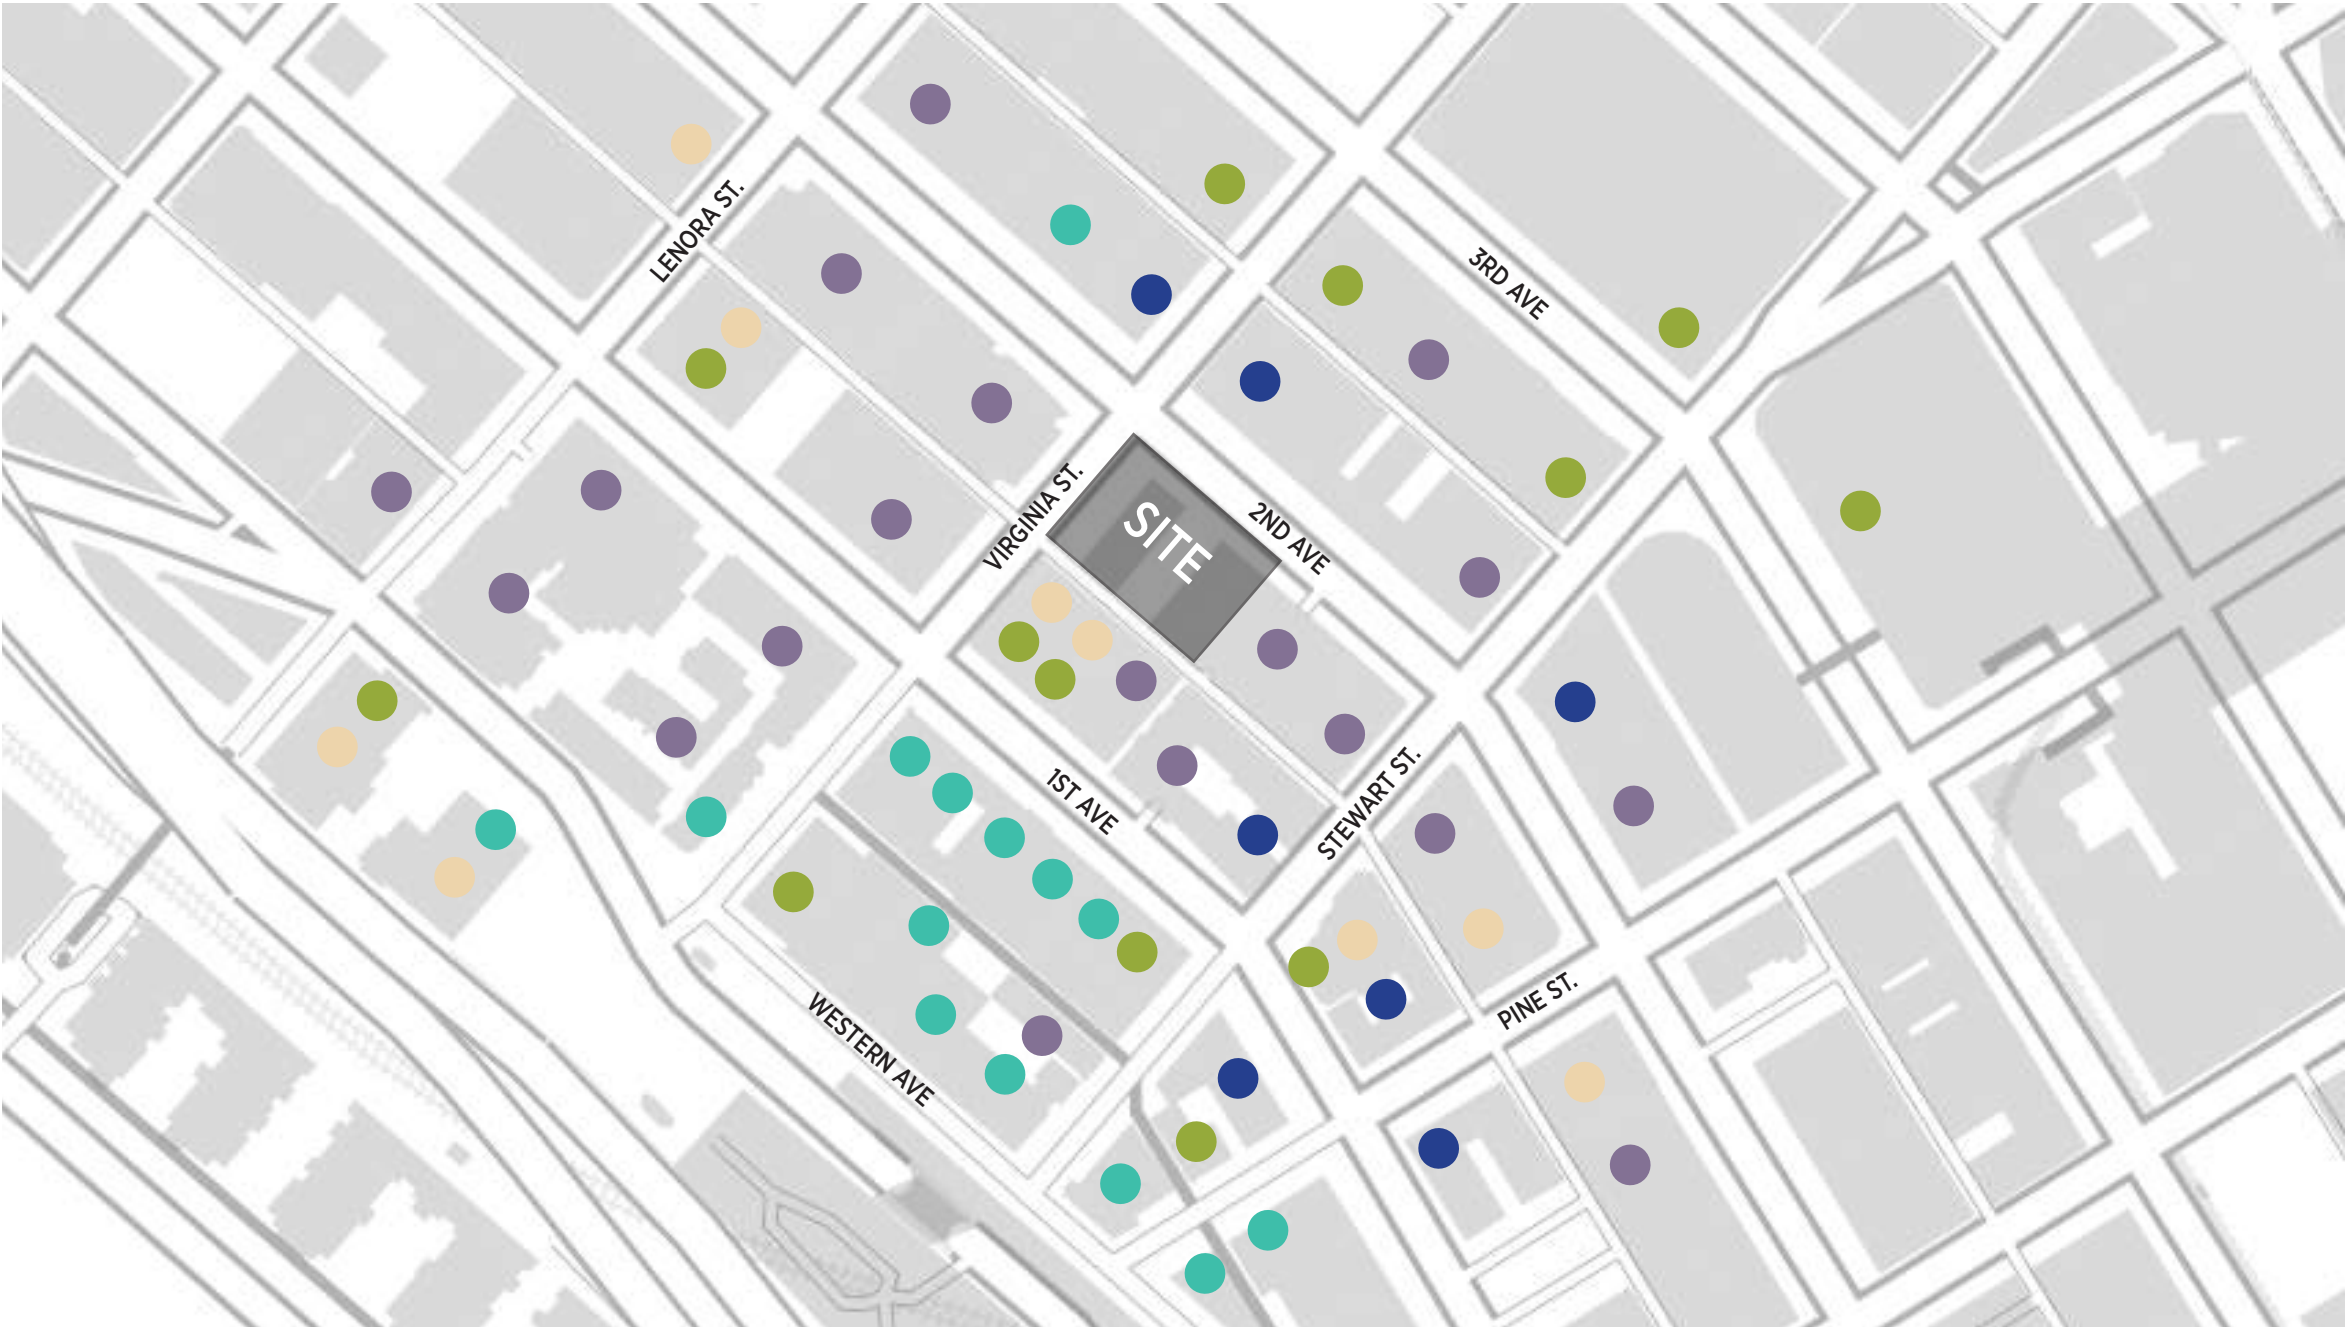 LENORA ST.
3RD AVE
VIRGINIA ST.
SITE
2ND AVE
1ST AVE
STEWART ST.
WESTERN AVE
PINE ST.